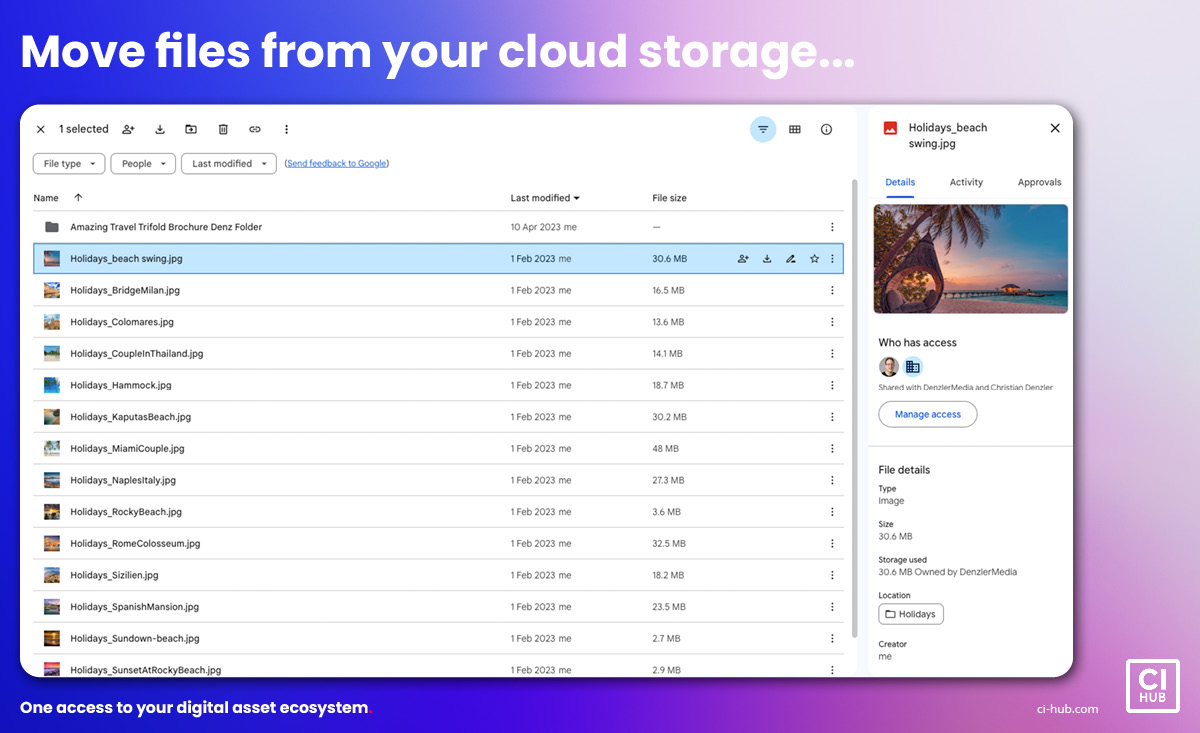 Move files from your cloud storage...
1 selected
File type
People
Last modified
(Send feedback to Google)
Name
Last modified
File size
Amazing Travel Trifold Brochure Denz Folder
10 Apr 2023 me
—
Holidays_beach swing.jpg
1 Feb 2023 me
30.6 MB
Holidays_BridgeMilan.jpg
1 Feb 2023 me
16.5 MB
Holidays_Colomares.jpg
1 Feb 2023 me
13.6 MB
Holidays_CoupleInThailand.jpg
1 Feb 2023 me
14.1 MB
Holidays_Hammock.jpg
1 Feb 2023 me
18.7 MB
Holidays_KaputasBeach.jpg
1 Feb 2023 me
30.2 MB
Holidays_MiamiCouple.jpg
1 Feb 2023 me
48 MB
Holidays_NaplesItaly.jpg
1 Feb 2023 me
27.3 MB
Holidays_RockyBeach.jpg
1 Feb 2023 me
3.6 MB
Holidays_RomeColosseum.jpg
1 Feb 2023 me
32.5 MB
Holidays_Sizilien.jpg
1 Feb 2023 me
18.2 MB
Holidays_SpanishMansion.jpg
1 Feb 2023 me
23.5 MB
Holidays_Sundown-beach.jpg
1 Feb 2023 me
2.7 MB
Holidays_SunsetAtRockyBeach.jpg
1 Feb 2023 me
2.9 MB
Holidays_beach
swing.jpg
Details
Activity
Approvals
Who has access
Shared with DenzlerMedia and Christian Denzler
Manage access
File details
Type
Image
Size
30.6 MB
Storage used
30.6 MB Owned by DenzlerMedia
Location
Holidays
Creator
me
One access to your digital asset ecosystem.
ci-hub.com
CI
HUB